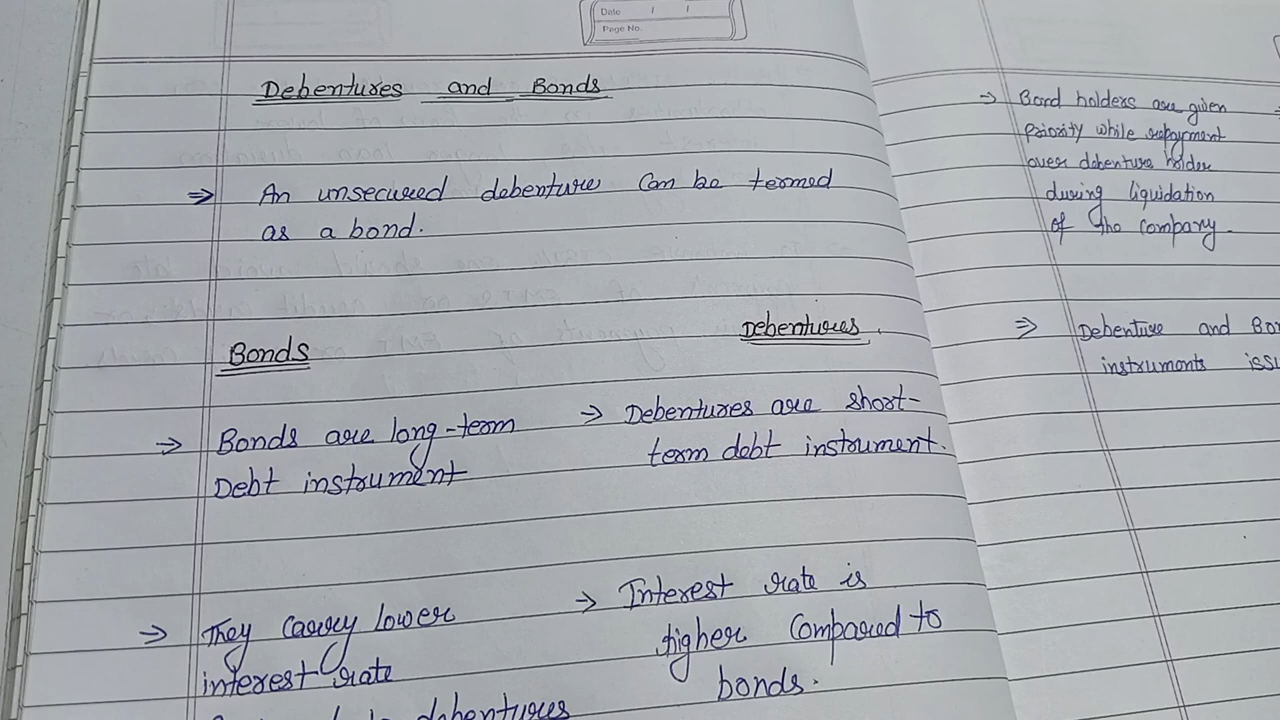 Date / /
Page No.
Debentures and Bonds
⇒ An unsecured debenture can be termed
as a bond.
Bonds
Debentures.
⇒ Bonds are long-term
Debt instrument
→ Debentures are short-
term debt instrument.
⇒ They carry lower
interest rate
debentures
→ Interest rate is
higher compared to
bonds.
⇒ Bond holders are given
priority while repayment
over debenture holder
during liquidation
of the company.
⇒ Debenture and Bon
instruments issu